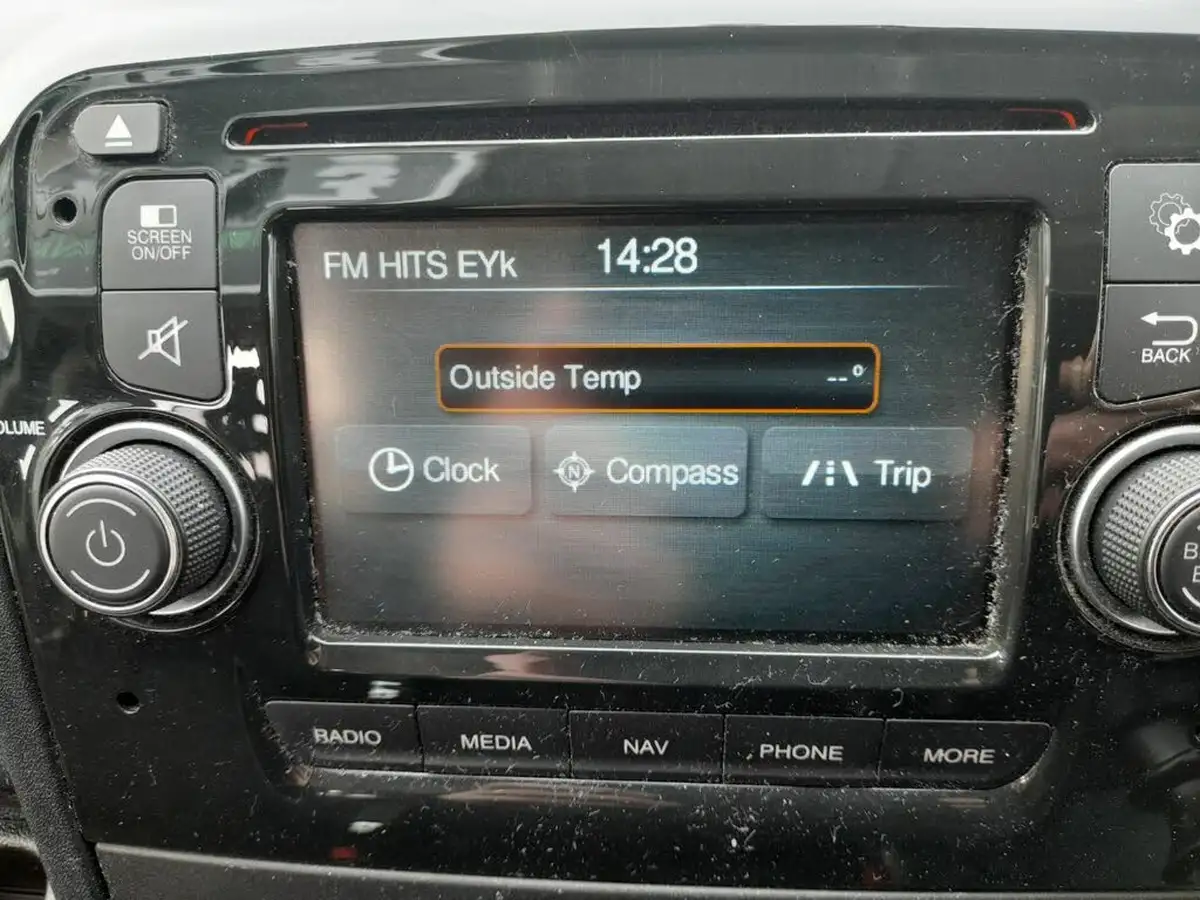 SCREEN
ON/OFF
FM HITS EYk 14:28
Outside Temp --°
BACK
Clock
N Compass
Trip
RADIO
MEDIA
NAV
PHONE
MORE